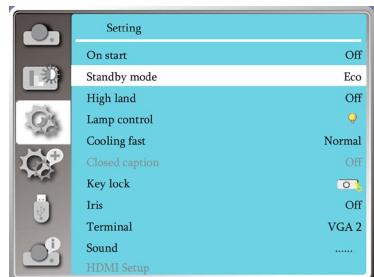 Setting
On start Off
Standby mode Eco
High land Off
Lamp control
Cooling fast Normal
Closed caption Off
Key lock
Iris Off
Terminal VGA 2
Sound ......
HDMI Setup